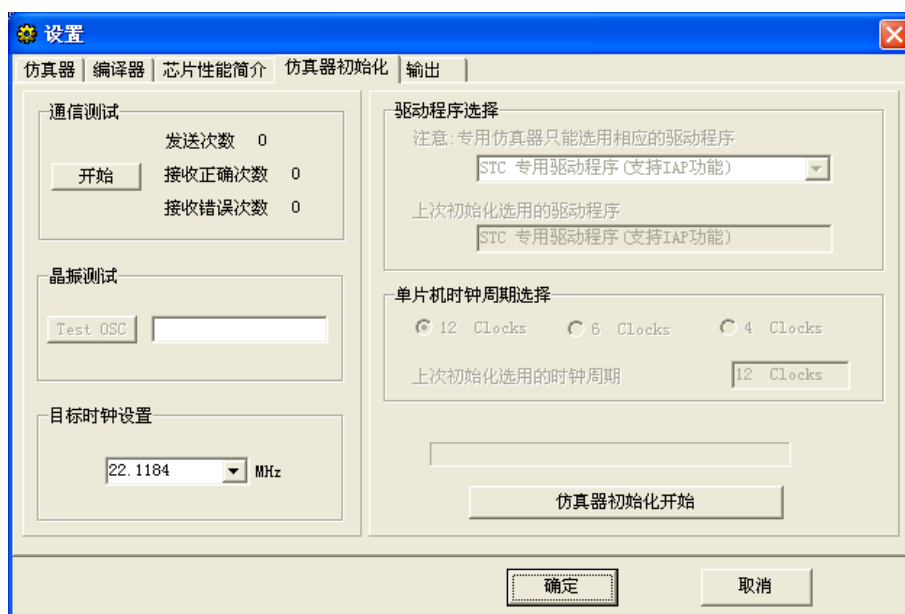 设置
仿真器 编译器 芯片性能简介 仿真器初始化 输出
通信测试
发送次数 0
开始
接收正确次数 0
接收错误次数 0
晶振测试
Test OSC
目标时钟设置
22.1184 MHz
驱动程序选择
注意:专用仿真器只能选用相应的驱动程序
STC 专用驱动程序(支持IAP功能)
上次初始化选用的驱动程序
STC 专用驱动程序(支持IAP功能)
单片机时钟周期选择
12 Clocks 6 Clocks 4 Clocks
上次初始化选用的时钟周期 12 Clocks
仿真器初始化开始
确定 取消